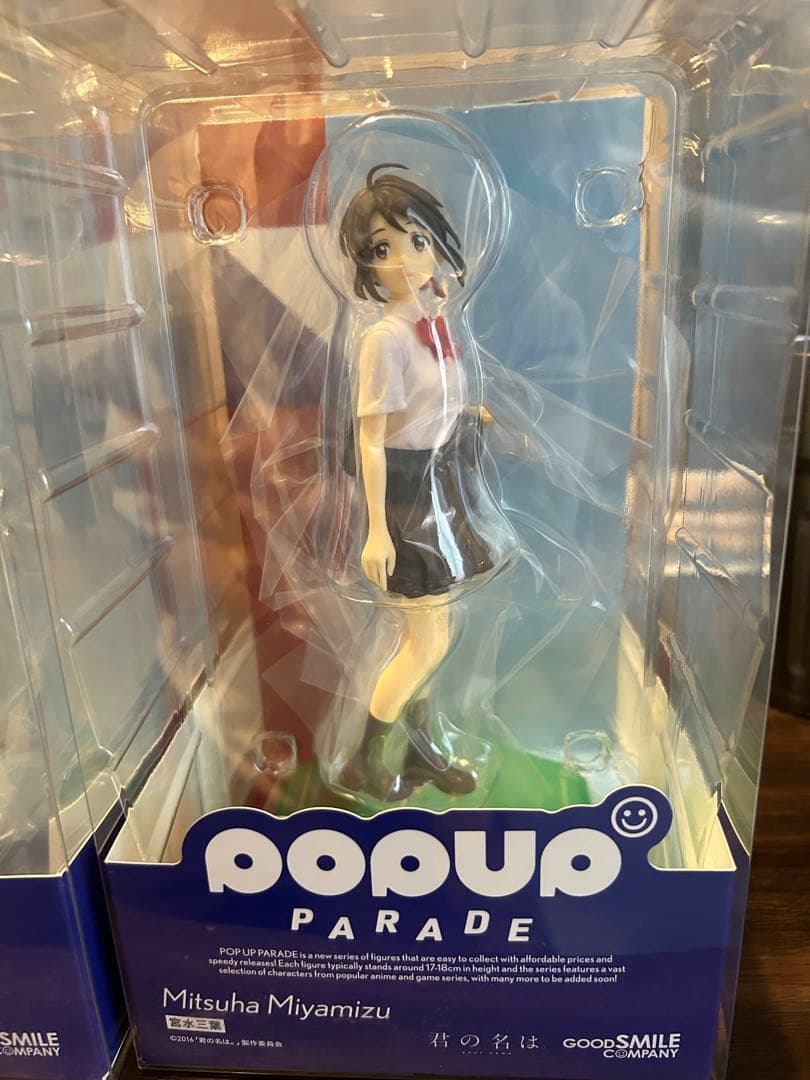 POPUP
PARADE
POP UP PARADE is a new series of figures that are easy to collect with affordable prices and
speedy releases! Each figure typically stands around 17-18cm in height and the series features a vast
selection of characters from popular anime and game series, with many more to be added soon!
Mitsuha Miyamizu
宮水三葉
©2016「君の名は。」製作委員会
君の名は
GOODSMILE
COMPANY
SMILE
COMPANY